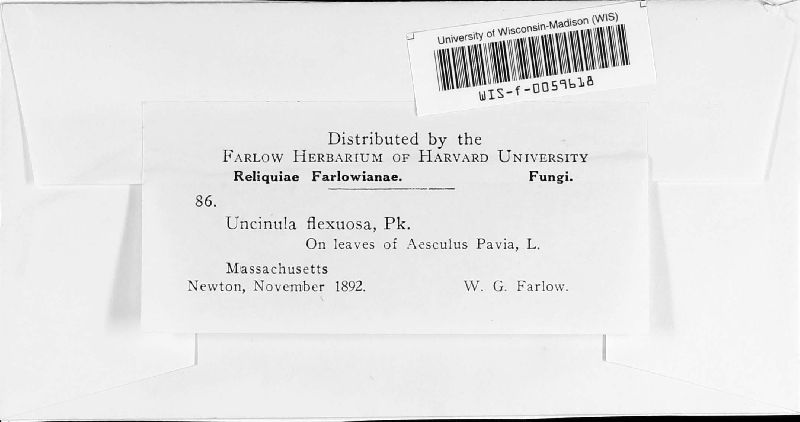 University of Wisconsin-Madison (WIS)
WIS-f-0059618
Distributed by the
FARLOW HERBARIUM OF HARVARD UNIVERSITY
Reliquiae Farlowianae. Fungi.
86.
Uncinula flexuosa, Pk.
On leaves of Aesculus Pavia, L.
Massachusetts
Newton, November 1892. W. G. Farlow.